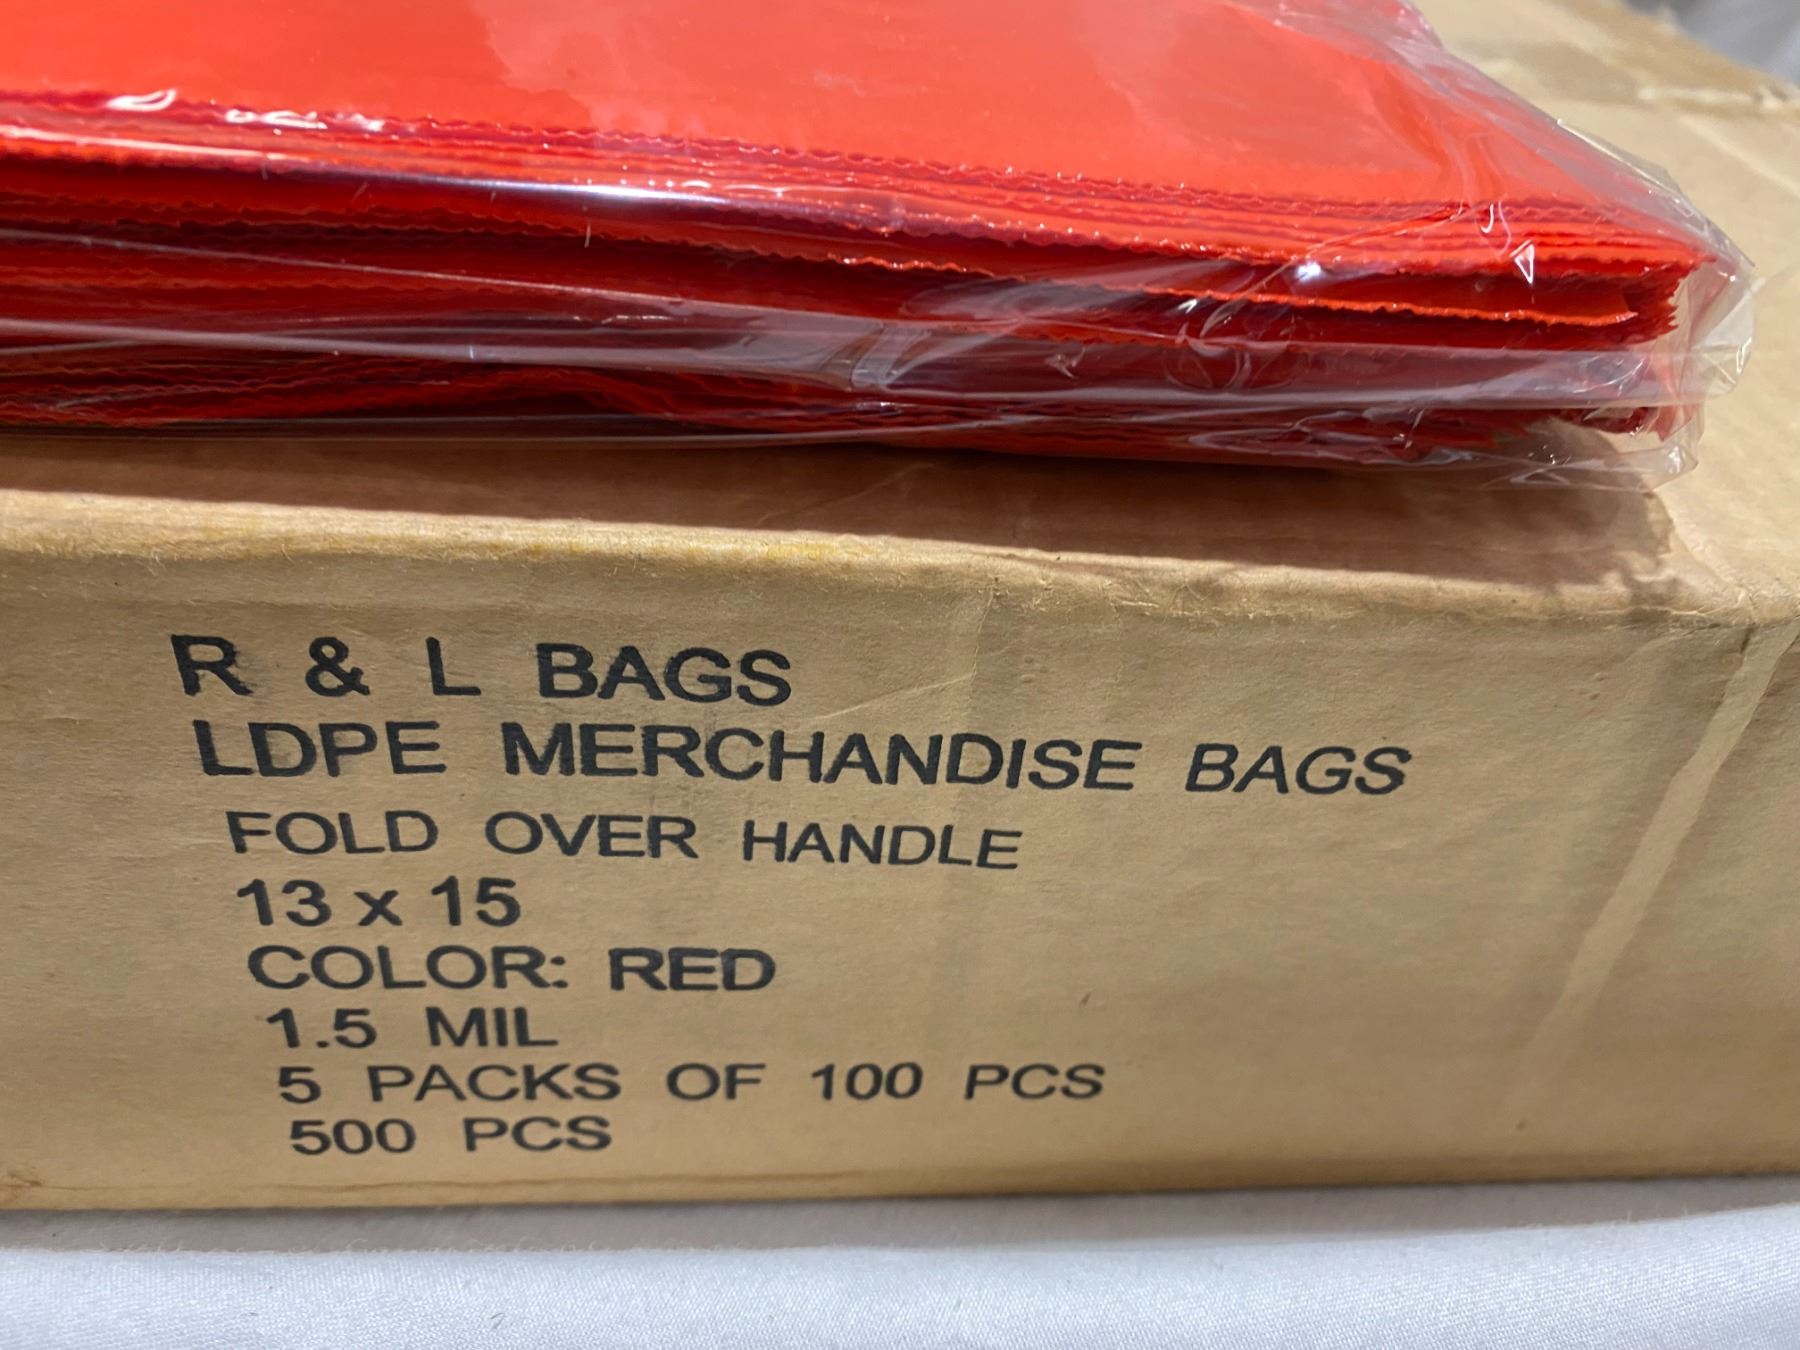 R & L BAGS
LDPE MERCHANDISE BAGS
FOLD OVER HANDLE
13 x 15
COLOR: RED
1.5 MIL
5 PACKS OF 100 PCS
500 PCS